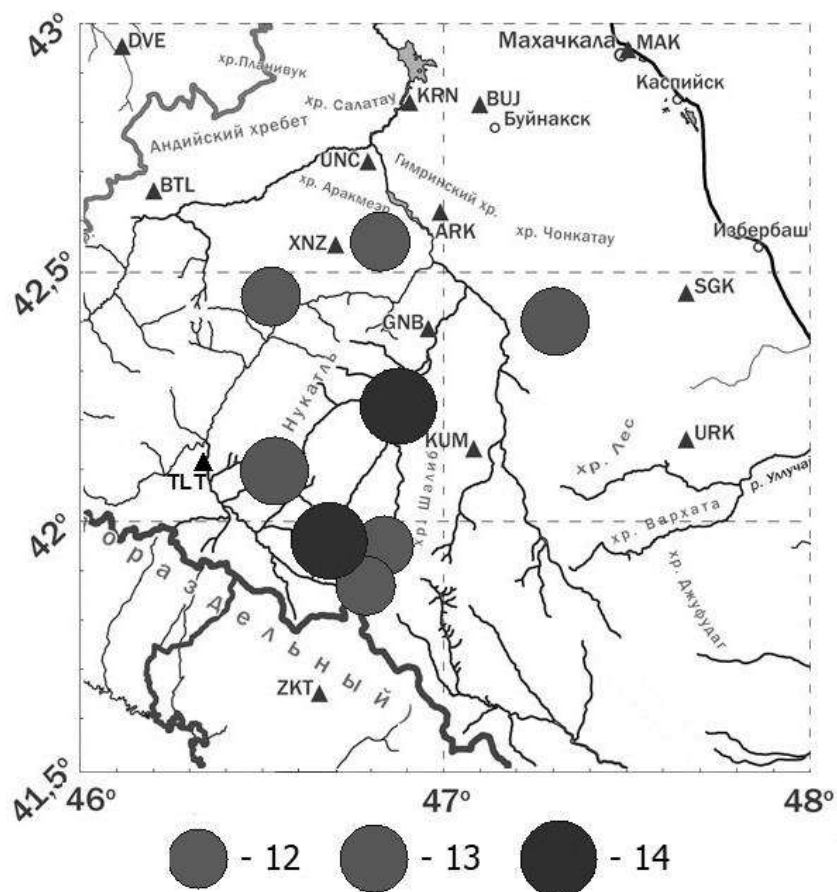 43°
DVE
Махачкала
MAK
хр.Планивук
Каспийск
хр. Салатау
KRN
BUJ
Буйнакск
Андийский хребет
UNC
Гимринский хр.
BTL
хр. Аракмеэр
ARK
хр. Чонкатау
Избербаш
XNZ
42,5°
SGK
GNB
Нукатль
KUM
хр. Шалиб
хр. Лес
URK
TLT
р. Уллучай
42°
хр. Вархата
ораздельный
хр. Джуфудаг
ZKT
41,5°
46°
47°
48°
- 12
- 13
- 14